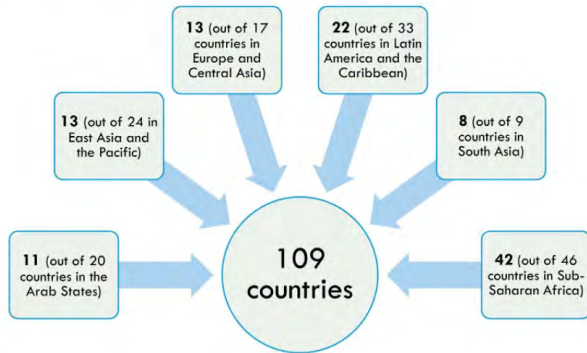 13 (out of 17
countries in
Europe and
Central Asia)
22 (out of 33
countries in Latin
America and the
Caribbean)
13 (out of 24 in
East Asia and
the Pacific)
8 (out of 9
countries in
South Asia)
11 (out of 20
countries in the
Arab States)
109
countries
42 (out of 46
countries in Sub-
Saharan Africa)